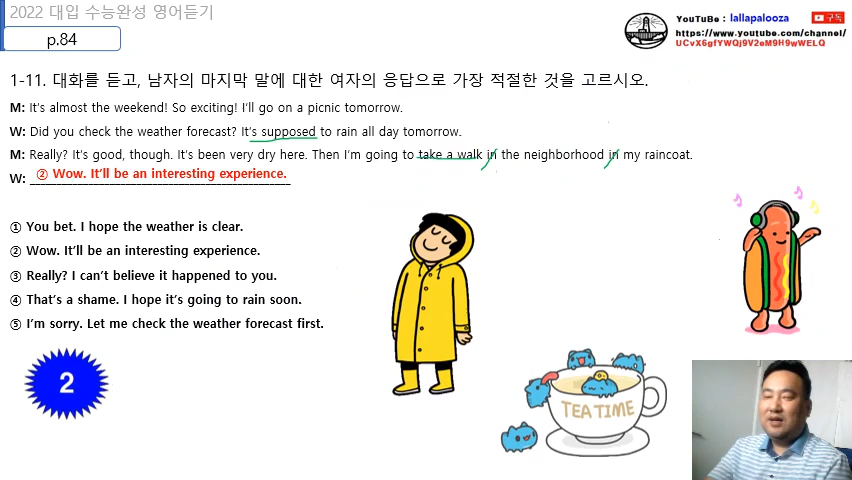 2022 대입 수능완성 영어듣기
p.84
YouTuBe : lallapalooza
구독
https://www.youtube.com/channel/
UCvX6gfYWQj9V2eM9H9wWELQ
1-11. 대화를 듣고, 남자의 마지막 말에 대한 여자의 응답으로 가장 적절한 것을 고르시오.
M: It's almost the weekend! So exciting! I'll go on a picnic tomorrow.
W: Did you check the weather forecast? It's supposed to rain all day tomorrow.
M: Really? It's good, though. It's been very dry here. Then I'm going to take a walk in the neighborhood in my raincoat.
W: ② Wow. It'll be an interesting experience.
① You bet. I hope the weather is clear.
② Wow. It'll be an interesting experience.
③ Really? I can't believe it happened to you.
④ That's a shame. I hope it's going to rain soon.
⑤ I'm sorry. Let me check the weather forecast first.
2
TEA TIME